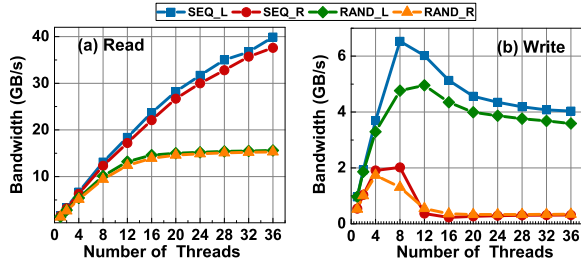 SEQ_L SEQ_R RAND_L RAND_R
(a) Read
Bandwidth (GB/s)
40
30
20
10
0 4 8 12 16 20 24 28 32 36
Number of Threads
(b) Write
Bandwidth (GB/s)
6
4
2
0
0 4 8 12 16 20 24 28 32 36
Number of Threads